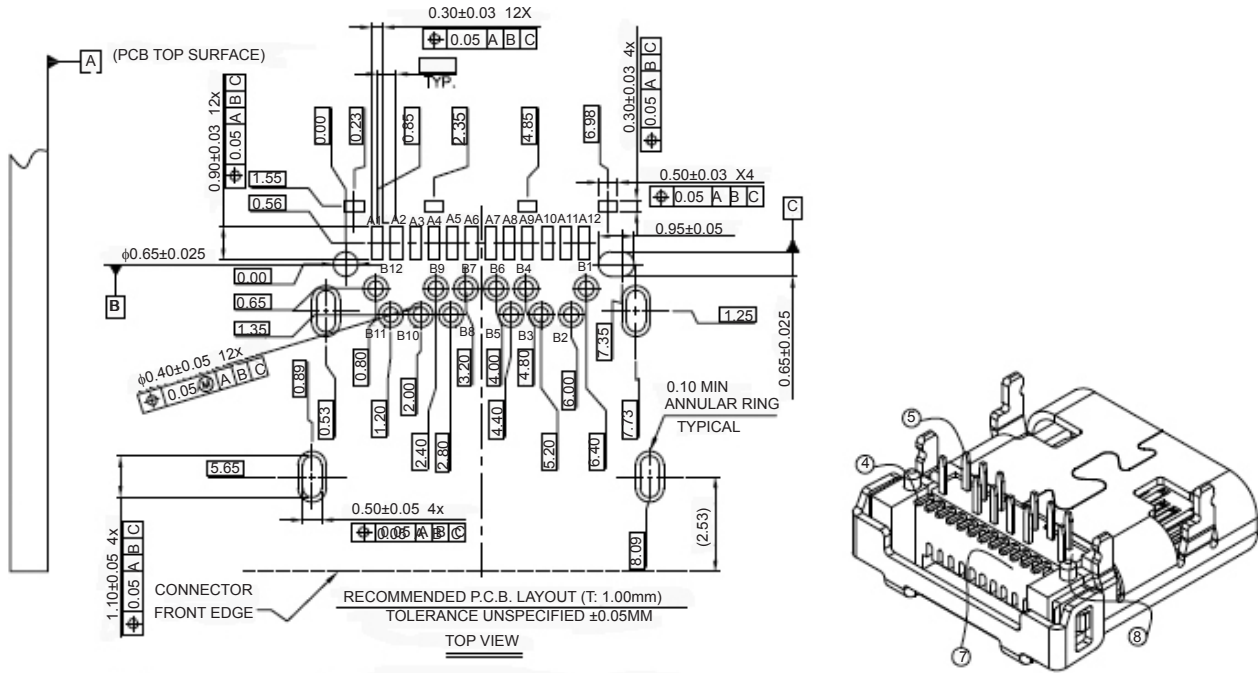 0.30±0.03 12X
⌖ 0.05 A B C
A
(PCB TOP SURFACE)
TYP.
0.90±0.03 12x
⌖ 0.05 A B C
0.30±0.03 4x
⌖ 0.05 A B C
0.00
0.23
0.85
2.35
4.85
6.98
1.55
0.56
0.50±0.03 X4
⌖ 0.05 A B C
C
0.95±0.05
A1 A2 A3 A4 A5 A6 A7 A8 A9 A10 A11 A12
ϕ0.65±0.025
B
0.00
0.65
1.35
B12 B9 B7 B6 B4 B1
B11 B10 B8 B5 B3 B2
1.25
0.65±0.025
ϕ0.40±0.05 12x
⌖ 0.05 Ⓜ A B C
0.89
0.53
0.80
1.20
2.00
2.40
2.80
3.20
4.00
4.40
4.80
5.20
6.00
6.40
7.35
7.73
0.10 MIN
ANNULAR RING
TYPICAL
5.65
0.50±0.05 4x
⌖ 0.05 A B C
8.09
(2.53)
1.10±0.05 4x
⌖ 0.05 A B C
CONNECTOR
FRONT EDGE
RECOMMENDED P.C.B. LAYOUT (T: 1.00mm)
TOLERANCE UNSPECIFIED ±0.05MM
TOP VIEW
5
4
7
8